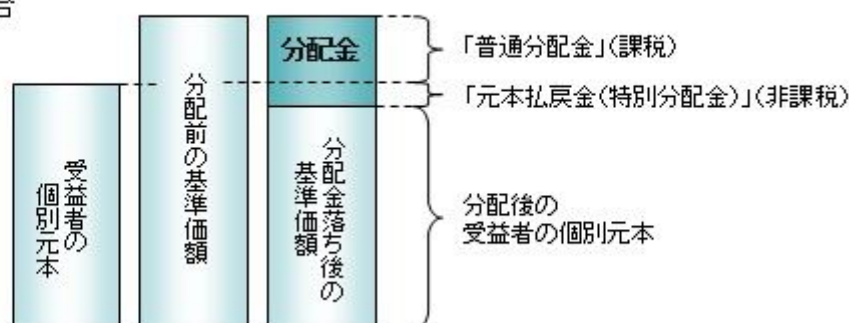 分配金
「普通分配金」(課税)
「元本払戻金(特別分配金)」(非課税)
受益者の
個別元本
分配前の基準価額
分配金落ち後の
基準価額
分配後の
受益者の個別元本